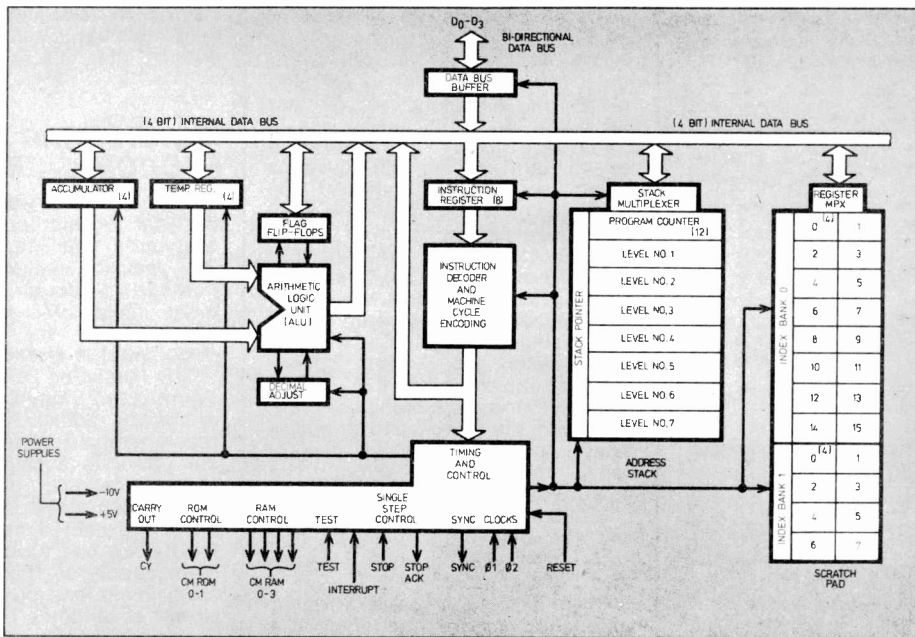 D0-D3
BI-DIRECTIONAL
DATA BUS
DATA BUS
BUFFER
(4 BIT) INTERNAL DATA BUS
(4 BIT) INTERNAL DATA BUS
ACCUMULATOR
(4)
TEMP REG.
(4)
FLAG
FLIP-FLOPS
ARITHMETIC
LOGIC
UNIT
(ALU)
DECIMAL
ADJUST
INSTRUCTION
REGISTER (8)
INSTRUCTION
DECODER
AND
MACHINE
CYCLE
ENCODING
STACK
MULTIPLEXER
PROGRAM COUNTER
(12)
LEVEL NO.1
LEVEL NO.2
LEVEL NO.3
LEVEL NO.4
LEVEL NO.5
LEVEL NO.6
LEVEL NO.7
STACK POINTER
ADDRESS
STACK
REGISTER
MPX
INDEX BANK 0
0 (4) 1
2 3
4 5
6 7
8 9
10 11
12 13
14 15
INDEX BANK 1
0 (4) 1
2 3
4 5
6 7
SCRATCH
PAD
POWER
SUPPLIES
-10V
+5V
TIMING
AND
CONTROL
CARRY
OUT
ROM
CONTROL
RAM
CONTROL
TEST
SINGLE
STEP
CONTROL
SYNC
CLOCKS
CY
CM ROM
0-1
CM RAM
0-3
TEST
INTERRUPT
STOP
STOP
ACK
SYNC
Ø1
Ø2
RESET